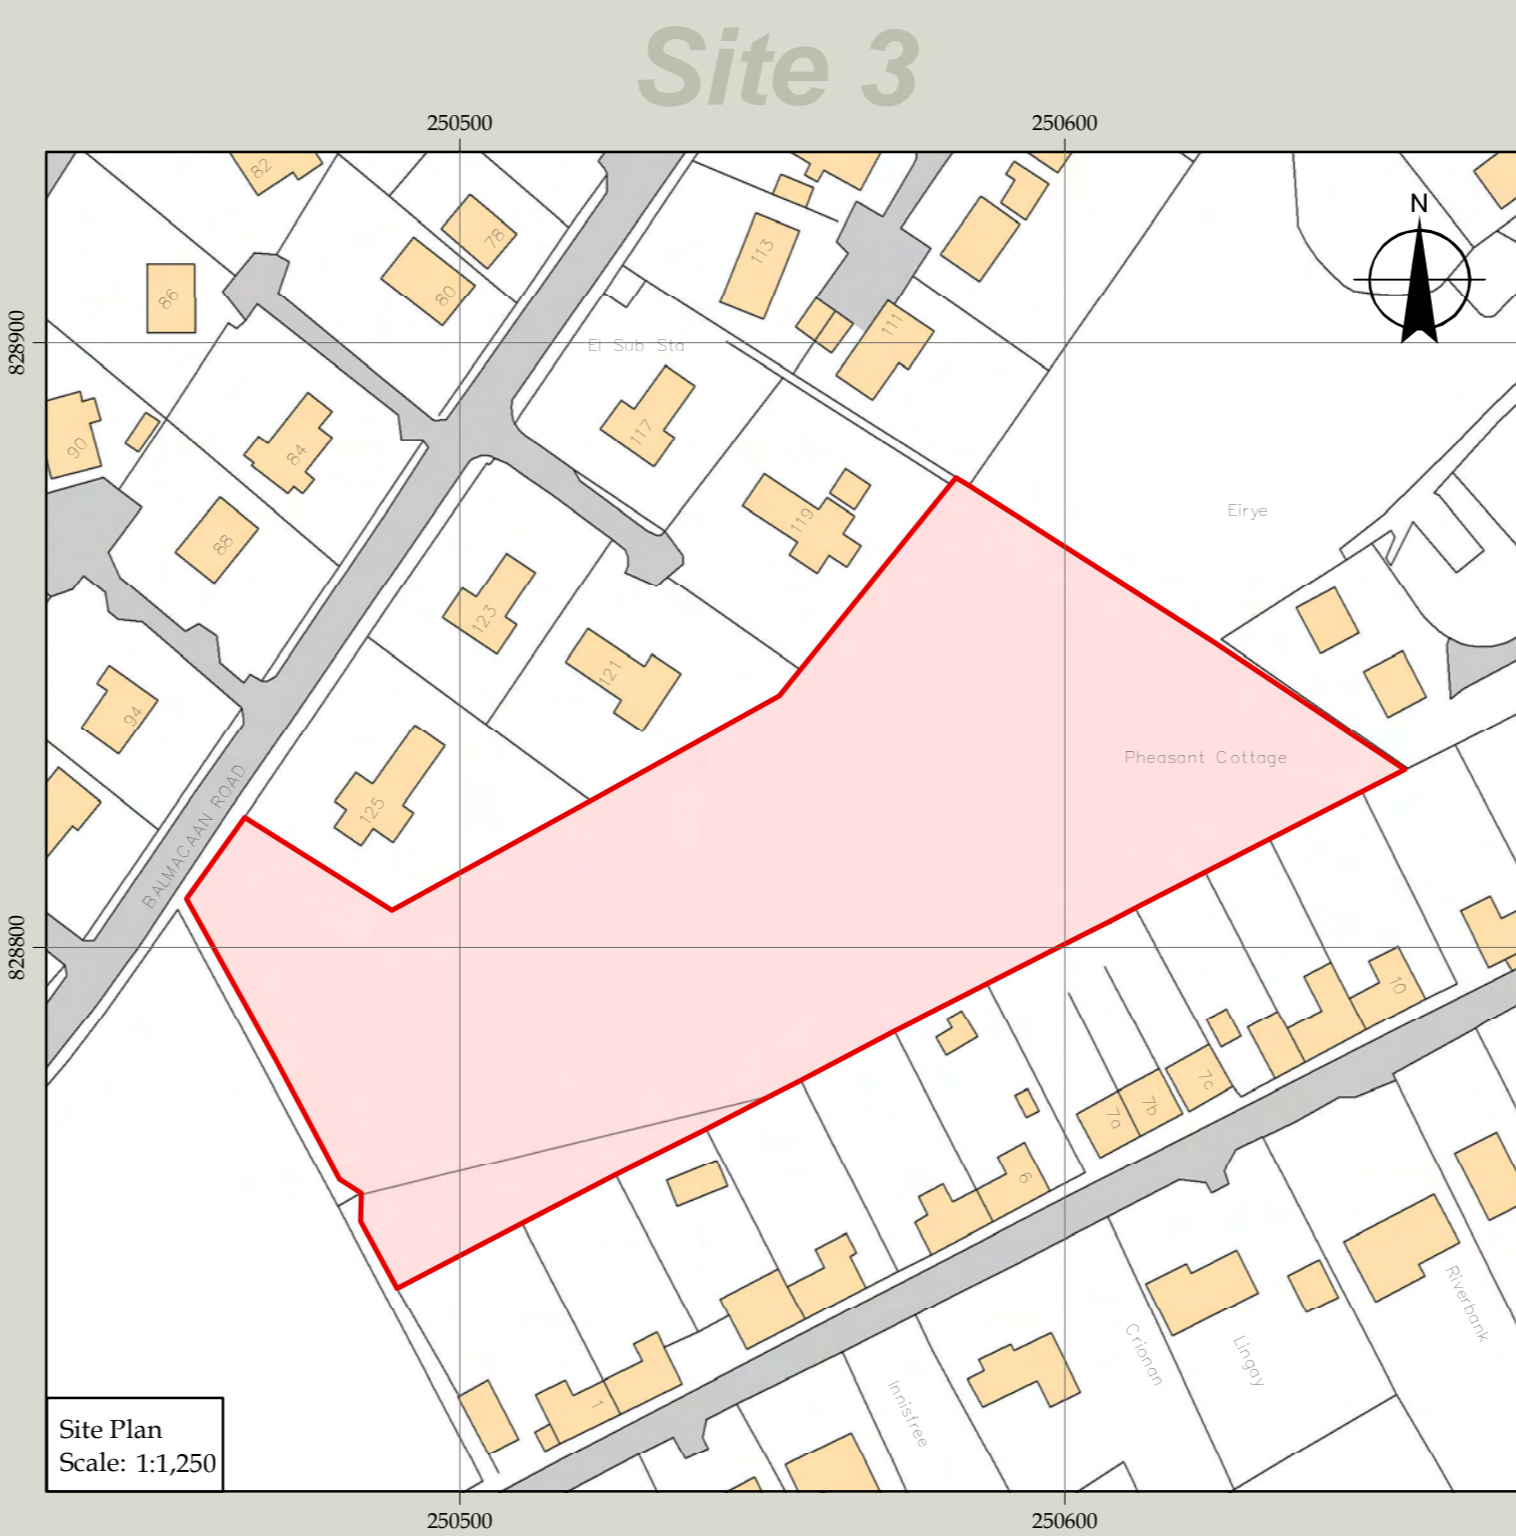 Site 3
250500
250600
82
78
113
N
86
80
111
828900
El Sub Sta
90
84
117
88
119
Eirye
123
121
94
Pheasant Cottage
125
BALMACAAN ROAD
828800
10
7c
7b
7a
6
Riverbank
Crionan
Lingay
Innisfree
1
Site Plan
Scale: 1:1,250
250500
250600